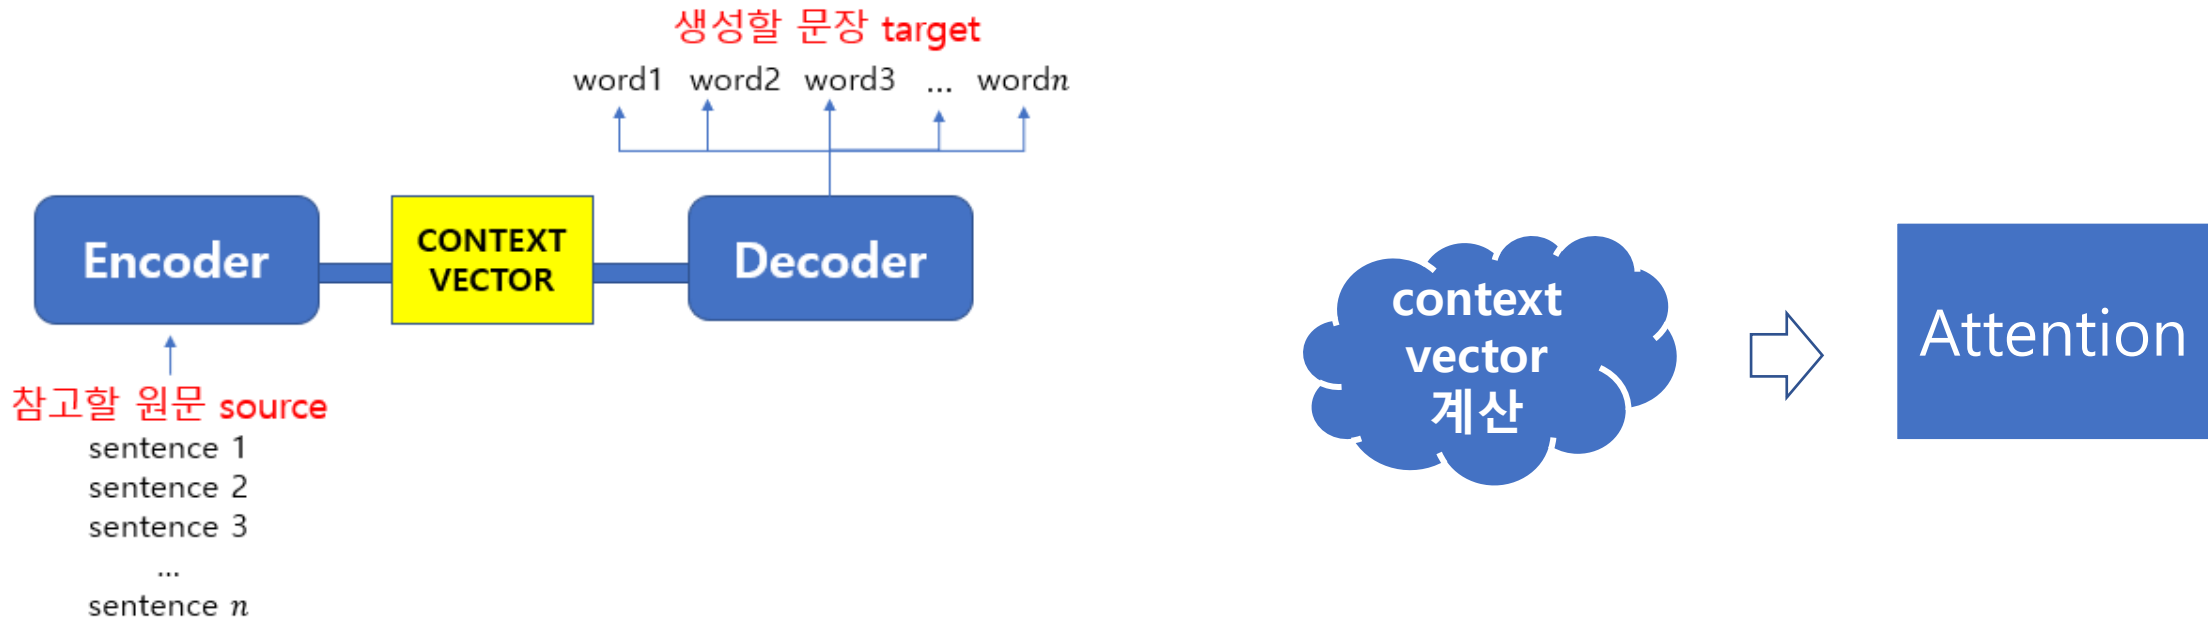 생성할 문장 target
word1 word2 word3 ... word𝑛
Encoder
CONTEXT
VECTOR
Decoder
참고할 원문 source
sentence 1
sentence 2
sentence 3
...
sentence 𝑛
context
vector
계산
Attention